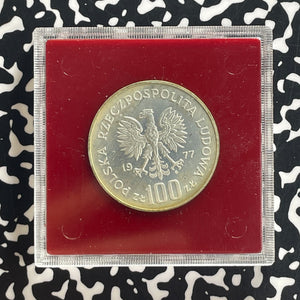 POLSKA RZECZPOSPOLITA LUDOWA
19 77
ZŁ 100 ZŁ